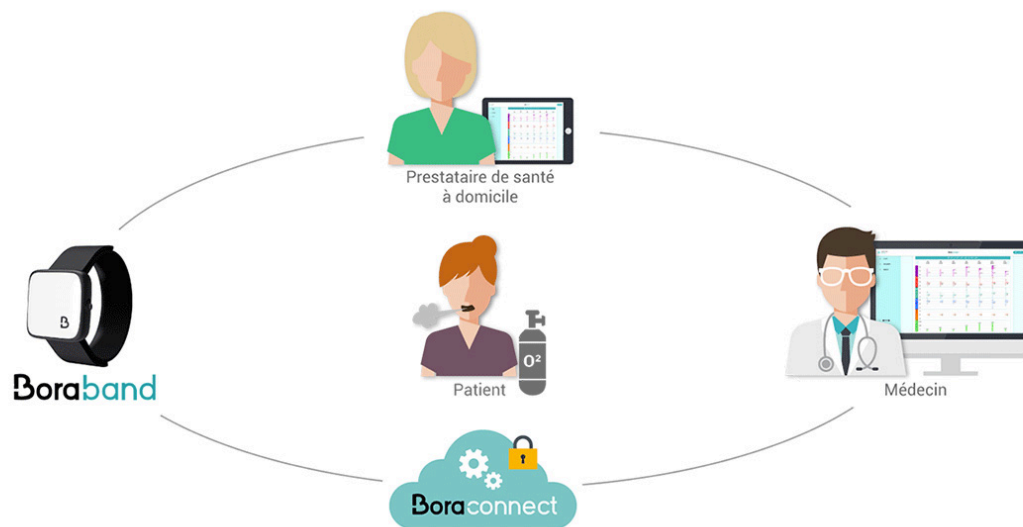 Prestataire de santé
à domicile
B
Boraband
O²
Patient
Médecin
Boraconnect